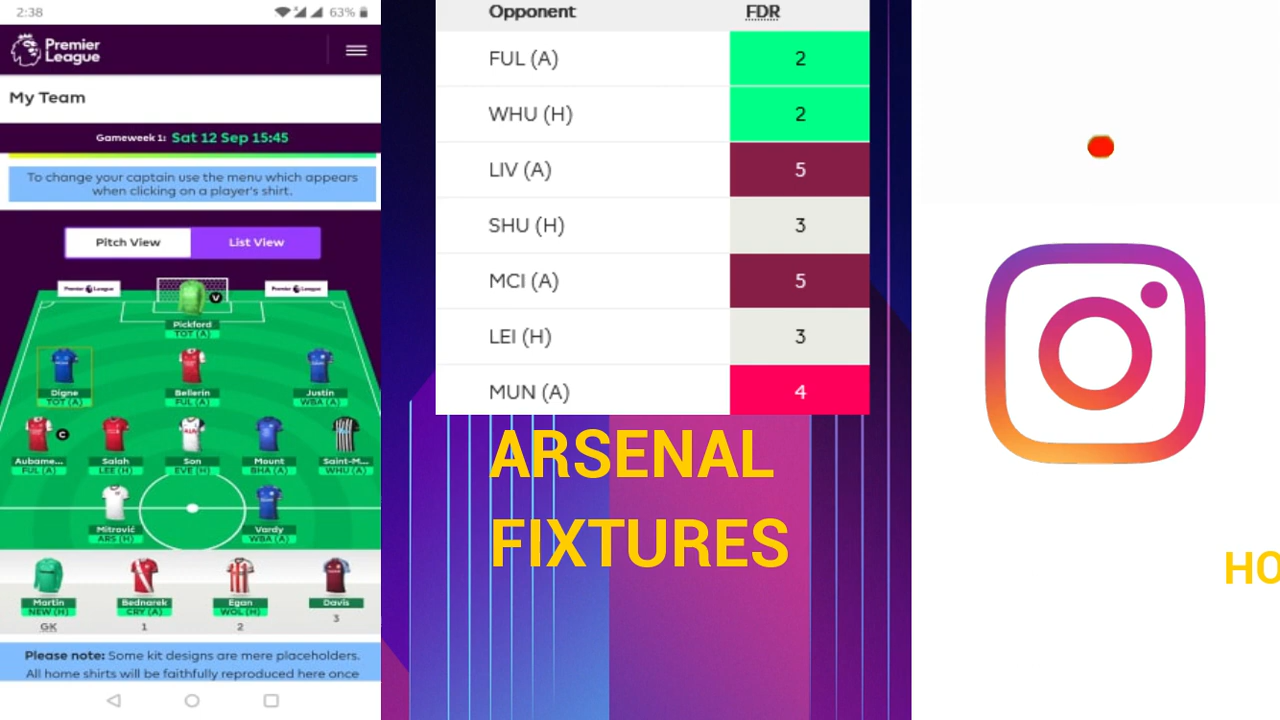 2:38
63%
Premier
League
My Team
Gameweek 1: Sat 12 Sep 15:45
To change your captain use the menu which appears
when clicking on a player's shirt.
Pitch View
List View
Premier League
Premier League
V
Pickford
TOT (A)
Digne
Bellerin
Justin
TOT (A)
FUL (A)
WBA (A)
C
Aubame...
Salah
Son
Mount
Saint-M...
FUL (A)
LEE (H)
EVE (H)
BHA (A)
WHU (A)
Mitrović
Vardy
ARS (H)
WBA (A)
Martin
Bednarek
Egan
Davis
NEW (H)
CRY (A)
WOL (H)
GK
1
2
3
Please note: Some kit designs are mere placeholders.
All home shirts will be faithfully reproduced here once
Opponent FDR
FUL (A) 2
WHU (H) 2
LIV (A) 5
SHU (H) 3
MCI (A) 5
LEI (H) 3
MUN (A) 4
ARSENAL
FIXTURES
HO